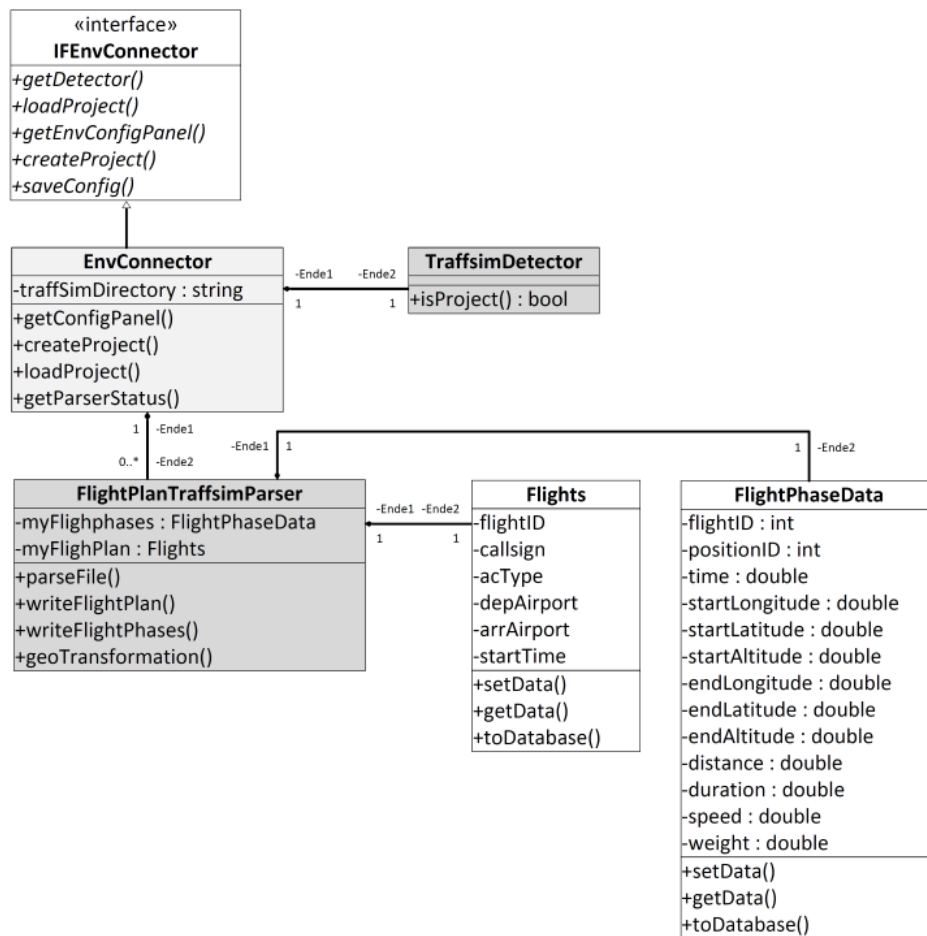 «interface»
IFEnvConnector
+getDetector()
+loadProject()
+getEnvConfigPanel()
+createProject()
+saveConfig()
EnvConnector
-traffSimDirectory : string
+getConfigPanel()
+createProject()
+loadProject()
+getParserStatus()
-Ende1
-Ende2
1
1
TraffsimDetector
+isProject() : bool
1
-Ende1
0..*
-Ende2
-Ende1
1
1
-Ende2
FlightPlanTraffsimParser
-myFlighphases : FlightPhaseData
-myFlighPlan : Flights
+parseFile()
+writeFlightPlan()
+writeFlightPhases()
+geoTransformation()
-Ende1
-Ende2
1
1
Flights
-flightID
-callsign
-acType
-depAirport
-arrAirport
-startTime
+setData()
+getData()
+toDatabase()
FlightPhaseData
-flightID : int
-positionID : int
-time : double
-startLongitude : double
-startLatitude : double
-startAltitude : double
-endLongitude : double
-endLatitude : double
-endAltitude : double
-distance : double
-duration : double
-speed : double
-weight : double
+setData()
+getData()
+toDatabase()